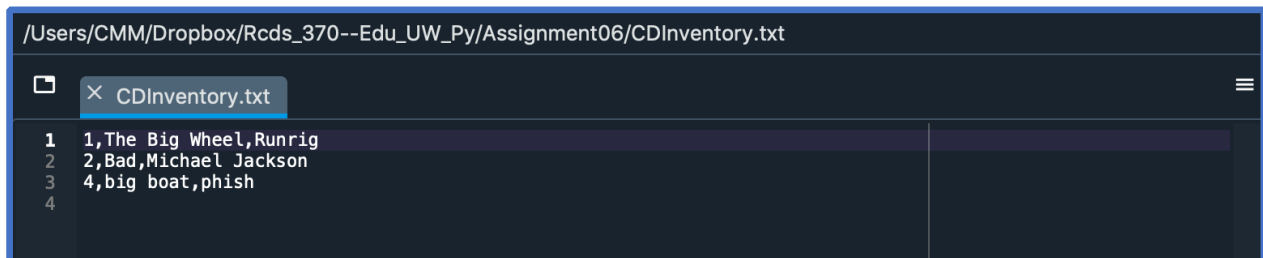 /Users/CMM/Dropbox/Rcds_370--Edu_UW_Py/Assignment06/CDInventory.txt
CDInventory.txt
1 1,The Big Wheel,Runrig
2 2,Bad,Michael Jackson
3 4,big boat,phish
4